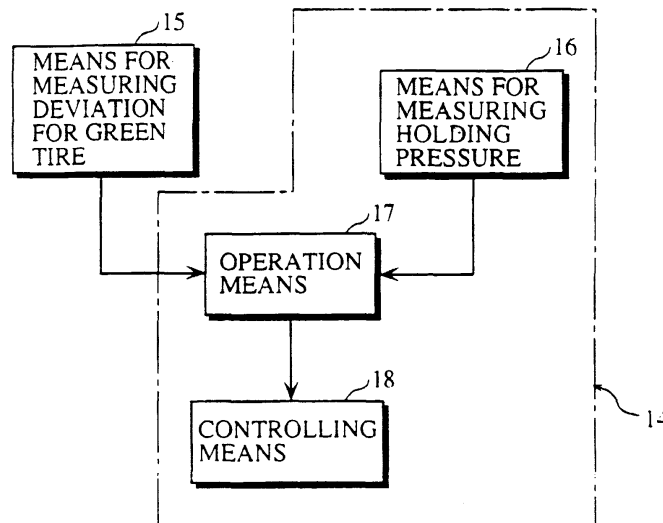 15
MEANS FOR
MEASURING
DEVIATION
FOR GREEN
TIRE
16
MEANS FOR
MEASURING
HOLDING
PRESSURE
17
OPERATION
MEANS
18
CONTROLLING
MEANS
14